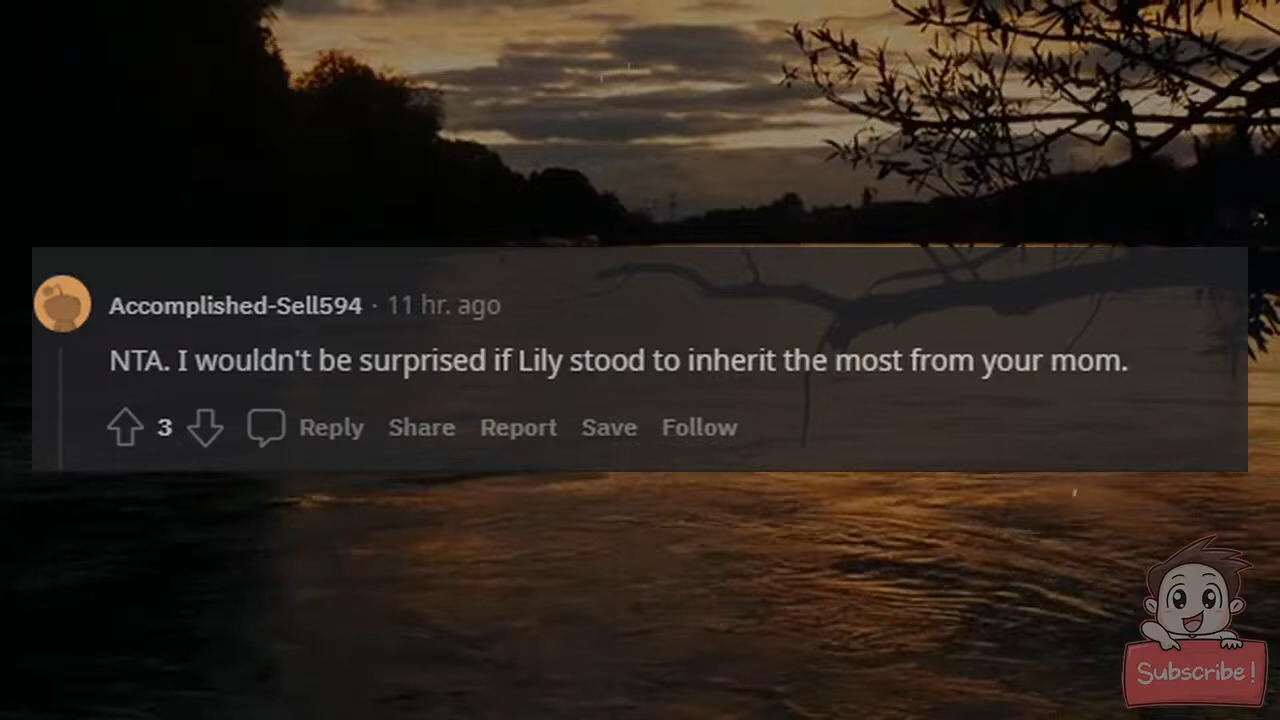 Accomplished-Sell594 · 11 hr. ago
NTA. I wouldn't be surprised if Lily stood to inherit the most from your mom.
3 Reply Share Report Save Follow
Subscribe!